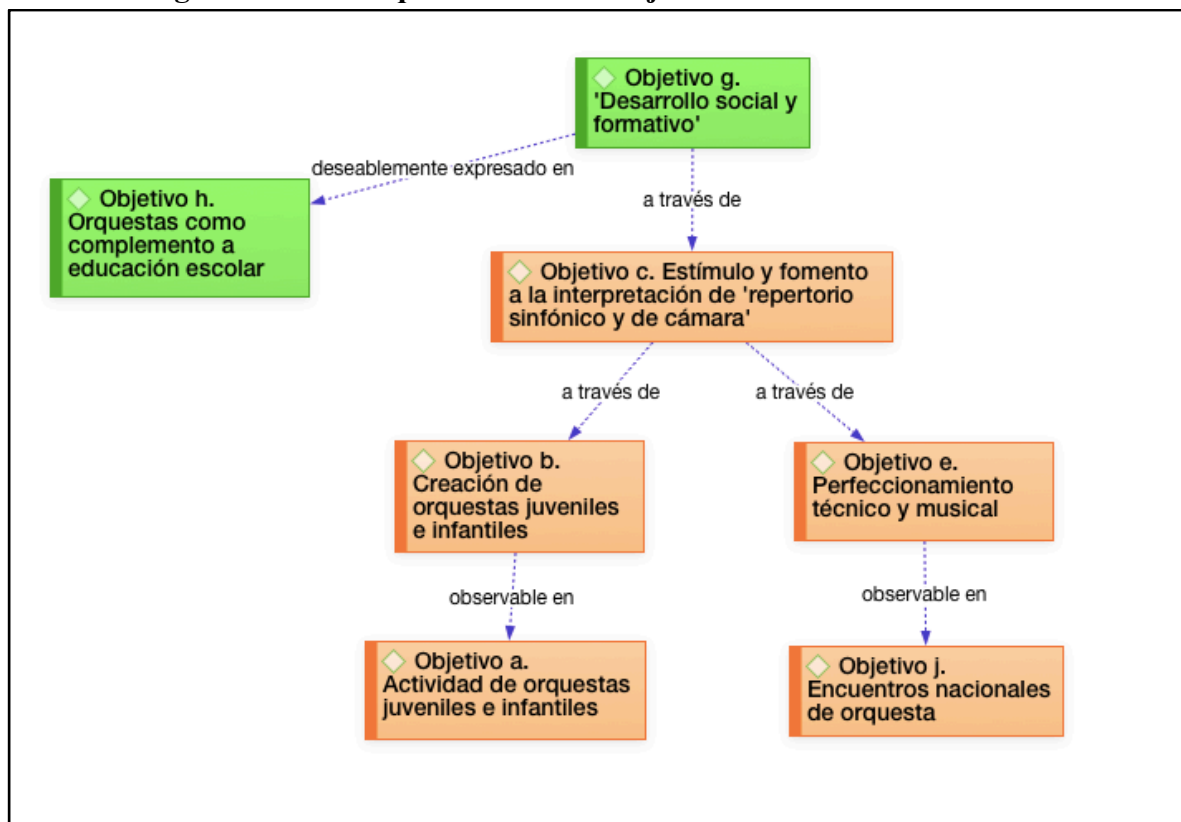 Objetivo g.
'Desarrollo social y
formativo'
deseablemente expresado en
Objetivo h.
Orquestas como
complemento a
educación escolar
a través de
Objetivo c. Estímulo y fomento
a la interpretación de 'repertorio
sinfónico y de cámara'
a través de
a través de
Objetivo b.
Creación de
orquestas juveniles
e infantiles
Objetivo e.
Perfeccionamiento
técnico y musical
observable en
observable en
Objetivo a.
Actividad de orquestas
juveniles e infantiles
Objetivo j.
Encuentros nacionales
de orquesta